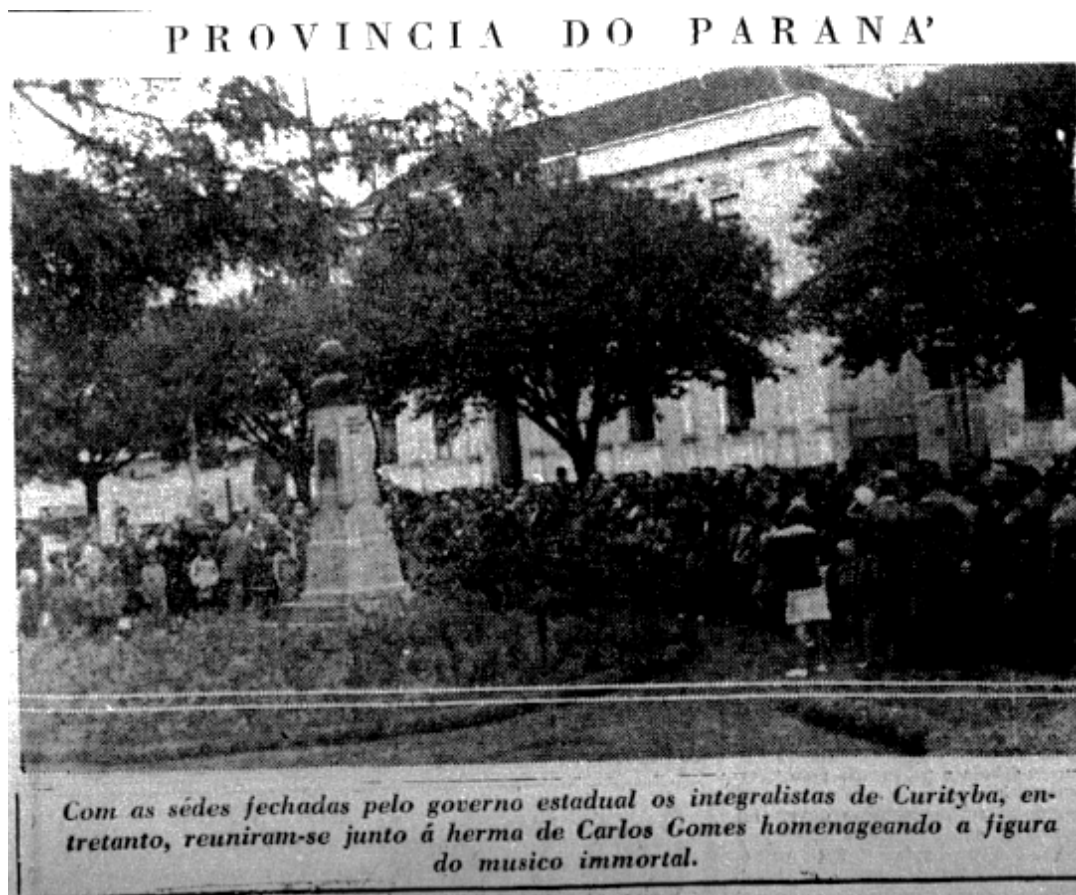 PROVINCIA DO PARANA'
Com as sédes fechadas pelo governo estadual os integralistas de Curityba, en-
tretanto, reuniram-se junto á herma de Carlos Gomes homenageando a figura
do musico immortal.